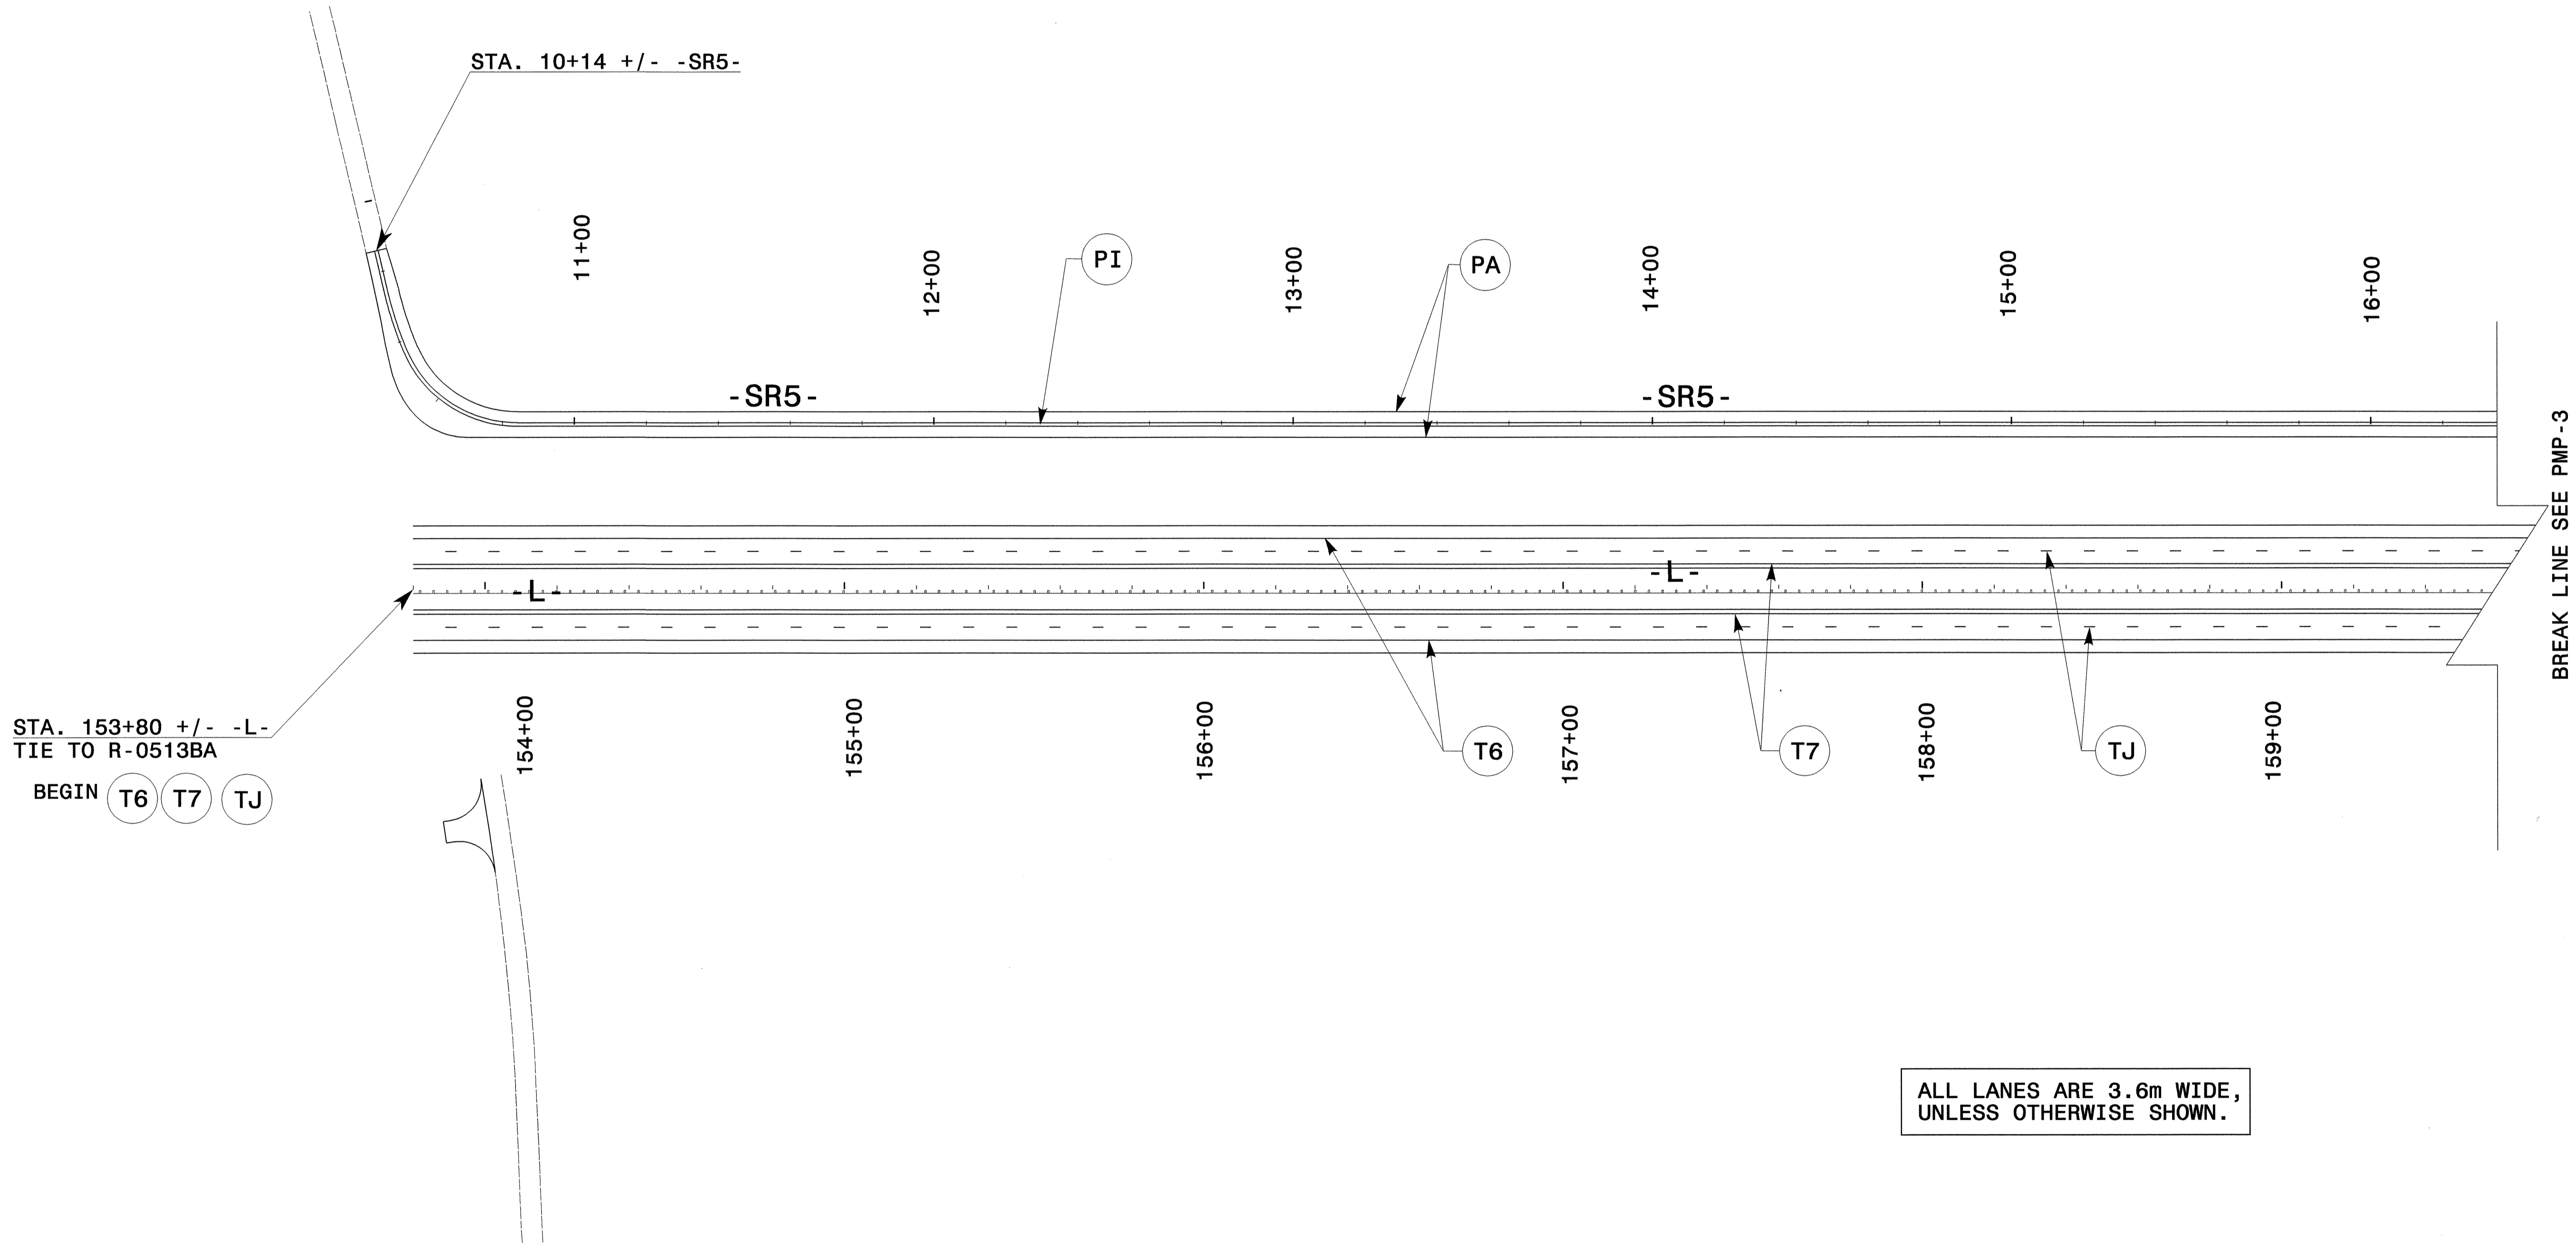 STA. 10+14 +/- -SR5-
11+00
12+00
13+00
14+00
15+00
16+00
PI
PA
-SR5-
-SR5-
BREAK LINE SEE PMP-3
-L-
-L-
STA. 153+80 +/- -L-
TIE TO R-0513BA
BEGIN T6 T7 TJ
154+00
155+00
156+00
157+00
158+00
159+00
T6
T7
TJ
ALL LANES ARE 3.6m WIDE,
UNLESS OTHERWISE SHOWN.